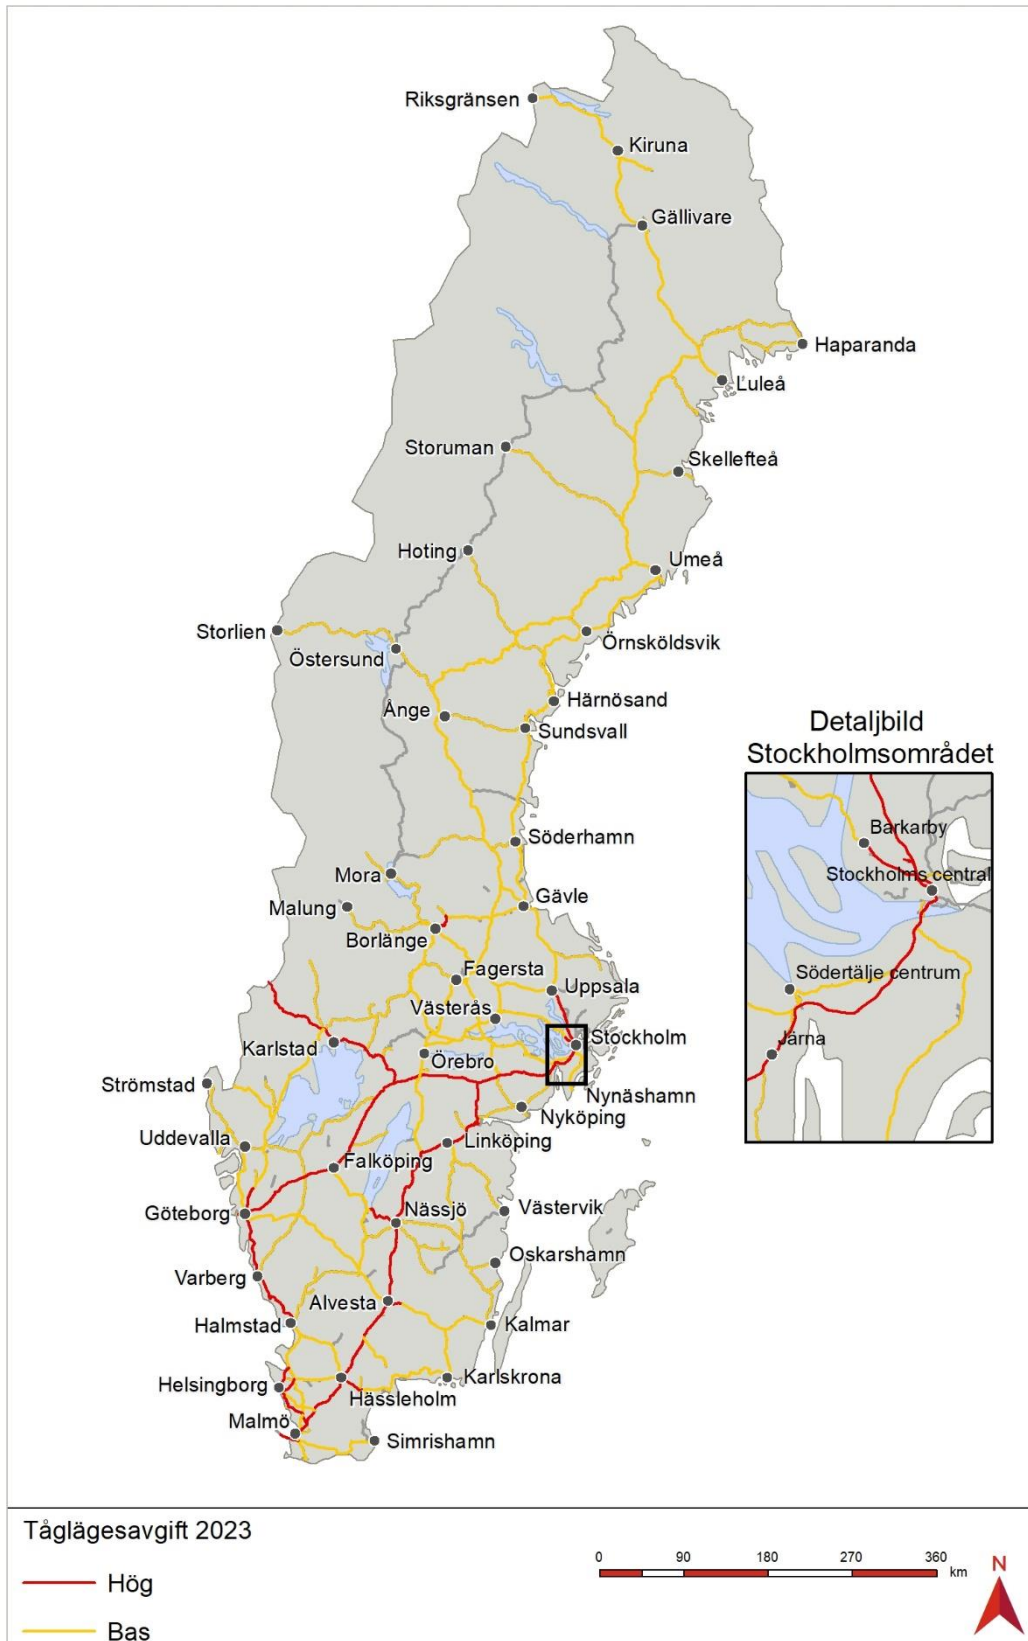 Riksgränsen
Kiruna
Gällivare
Haparanda
Luleå
Storuman
Skellefteå
Hoting
Umeå
Storlien
Östersund
Örnsköldsvik
Ånge
Härnösand
Sundsvall
Detaljbild
Stockholmsområdet
Söderhamn
Barkarby
Mora
Stockholms central
Malung
Gävle
Borlänge
Fagersta
Södertälje centrum
Uppsala
Västerås
Stockholm
Karlstad
Örebro
Järna
Strömstad
Nynäshamn
Nyköping
Uddevalla
Linköping
Falköping
Göteborg
Nässjö
Västervik
Oskarshamn
Varberg
Alvesta
Halmstad
Kalmar
Helsingborg
Hässleholm
Karlskrona
Malmö
Simrishamn
Tåglägesavgift 2023
0 90 180 270 360
km
N
Hög
Bas